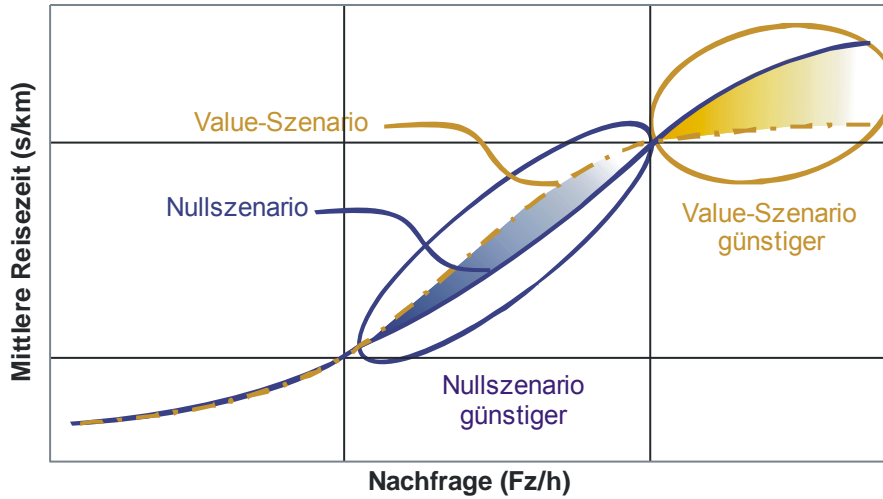 Mittlere Reisezeit (s/km)
Value-Szenario
Nullszenario
Value-Szenario
günstiger
Nullszenario
günstiger
Nachfrage (Fz/h)